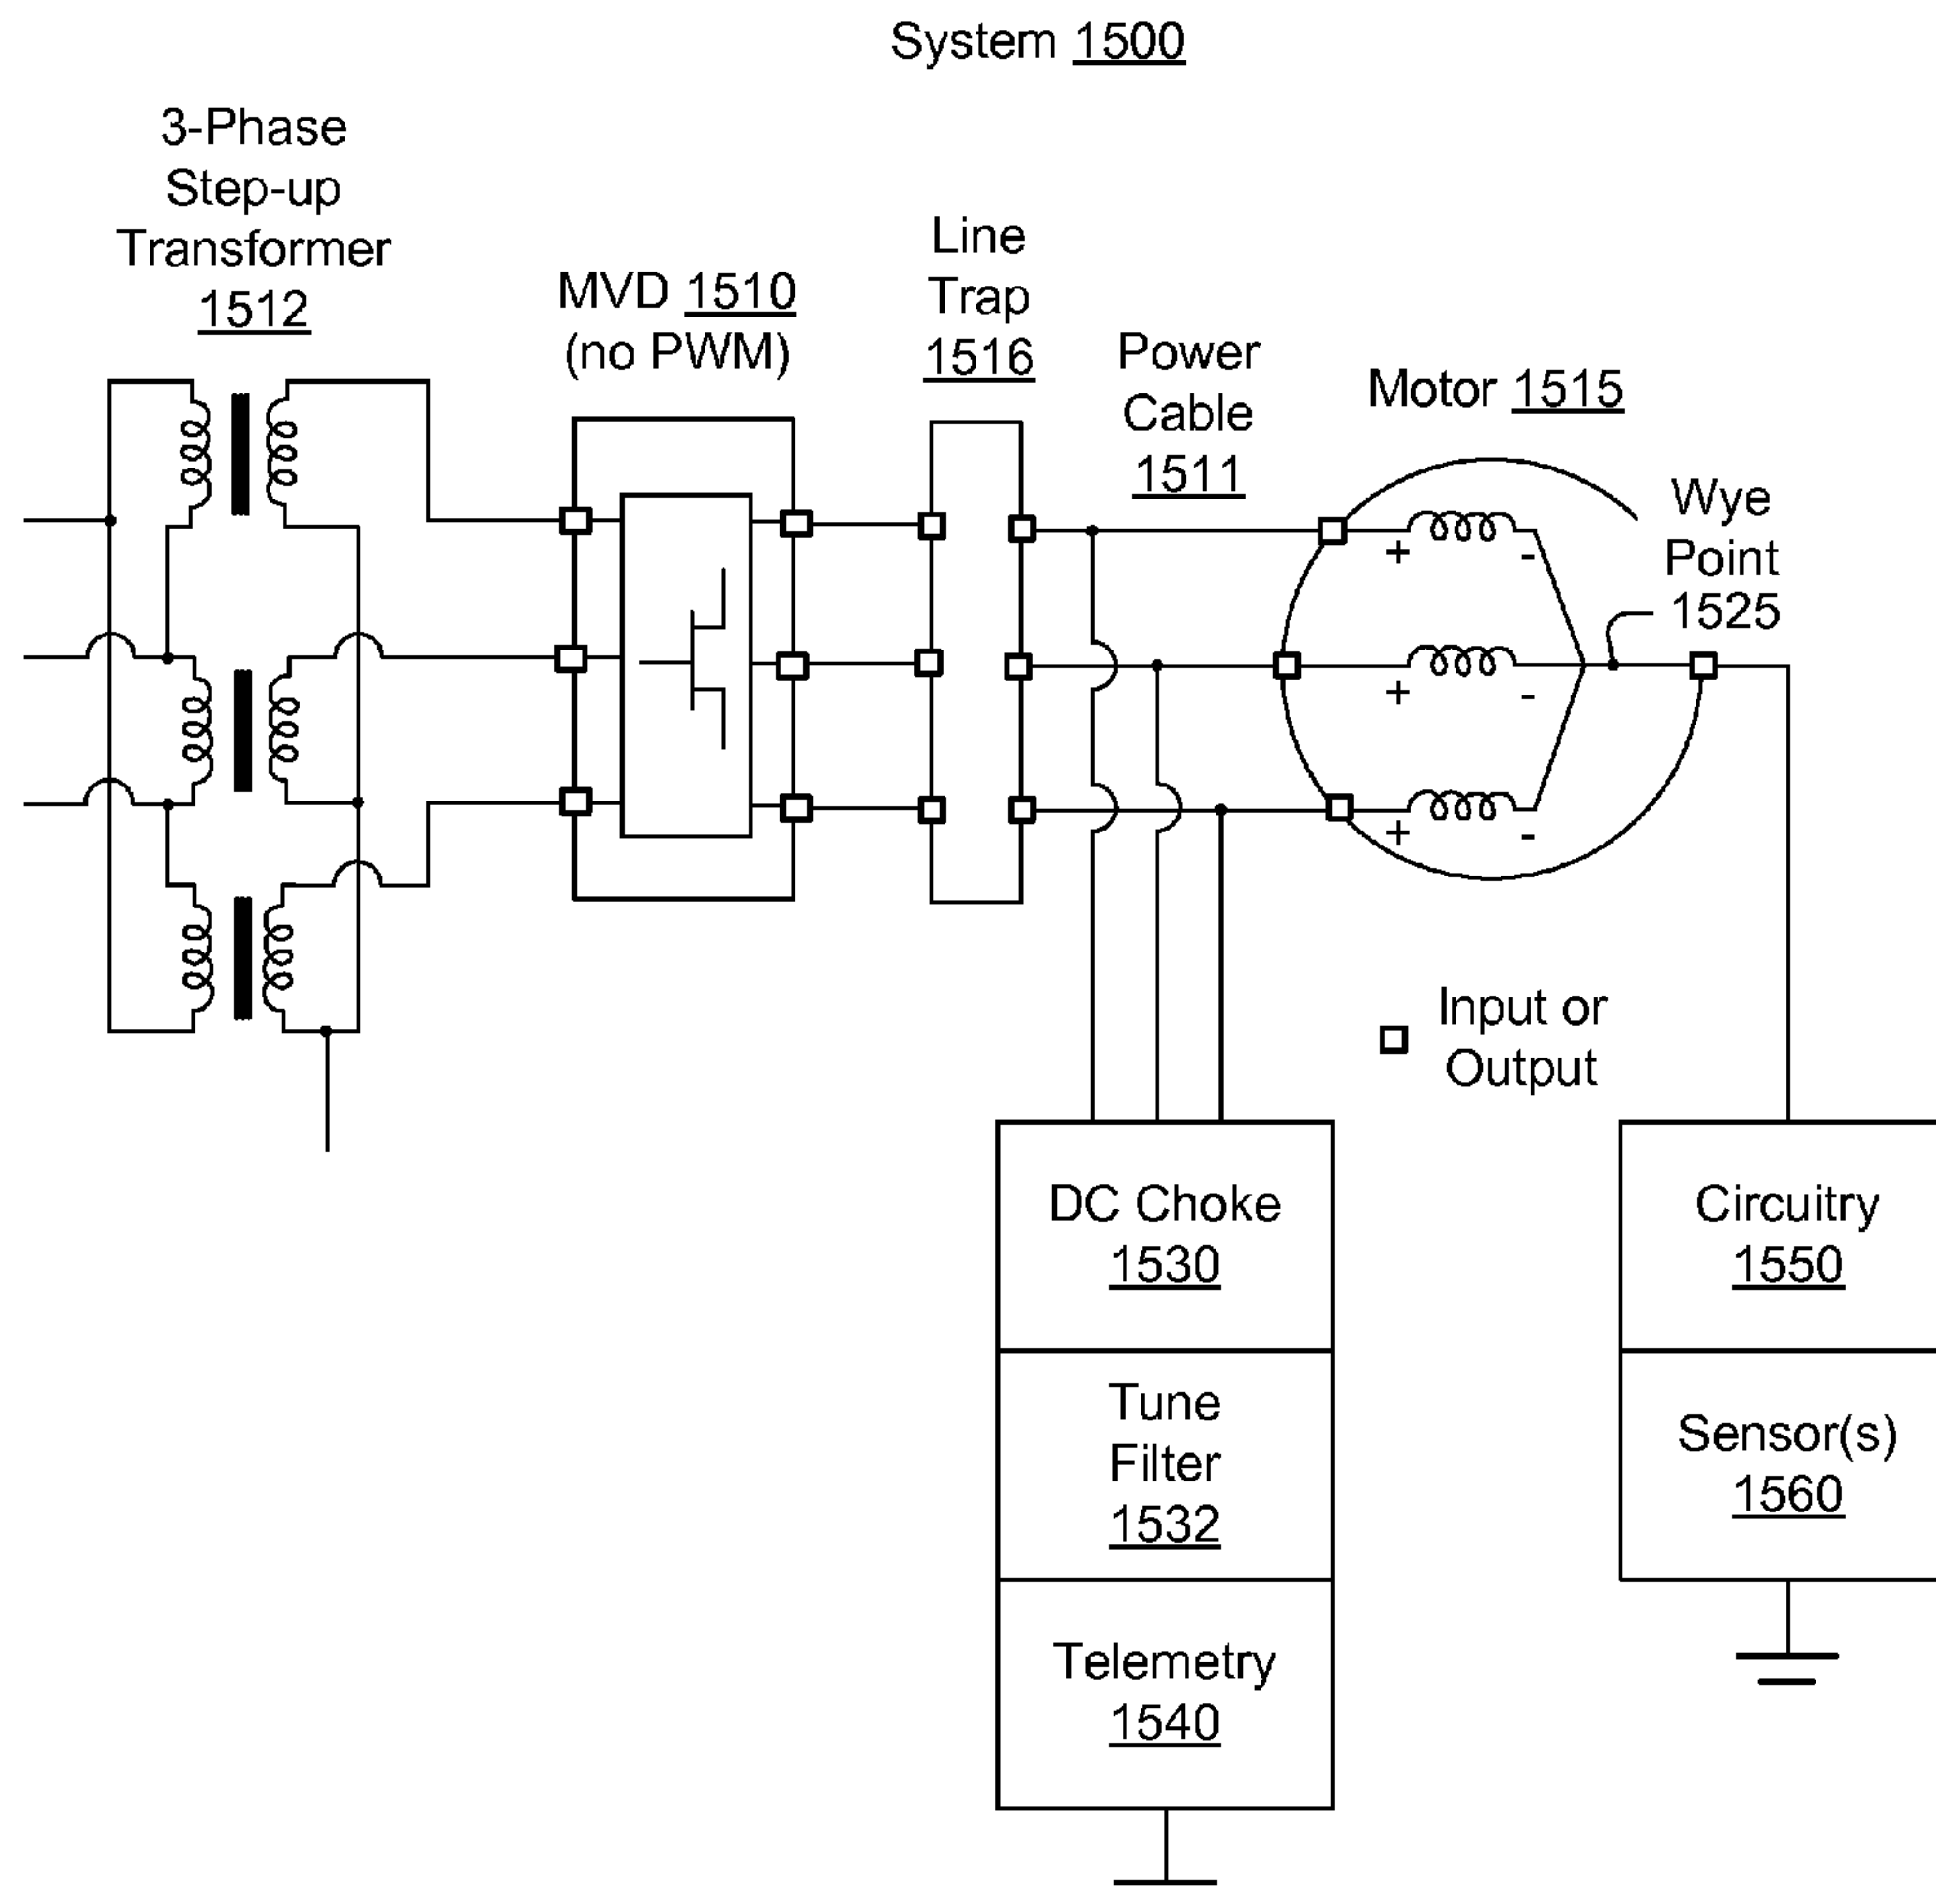 System 1500
3-Phase
Step-up
Transformer
1512
MVD 1510
(no PWM)
Line
Trap
1516
Power
Cable
1511
Motor 1515
Wye
Point
1525
+
-
+
-
+
-
Input or
Output
DC Choke
1530
Tune
Filter
1532
Telemetry
1540
Circuitry
1550
Sensor(s)
1560